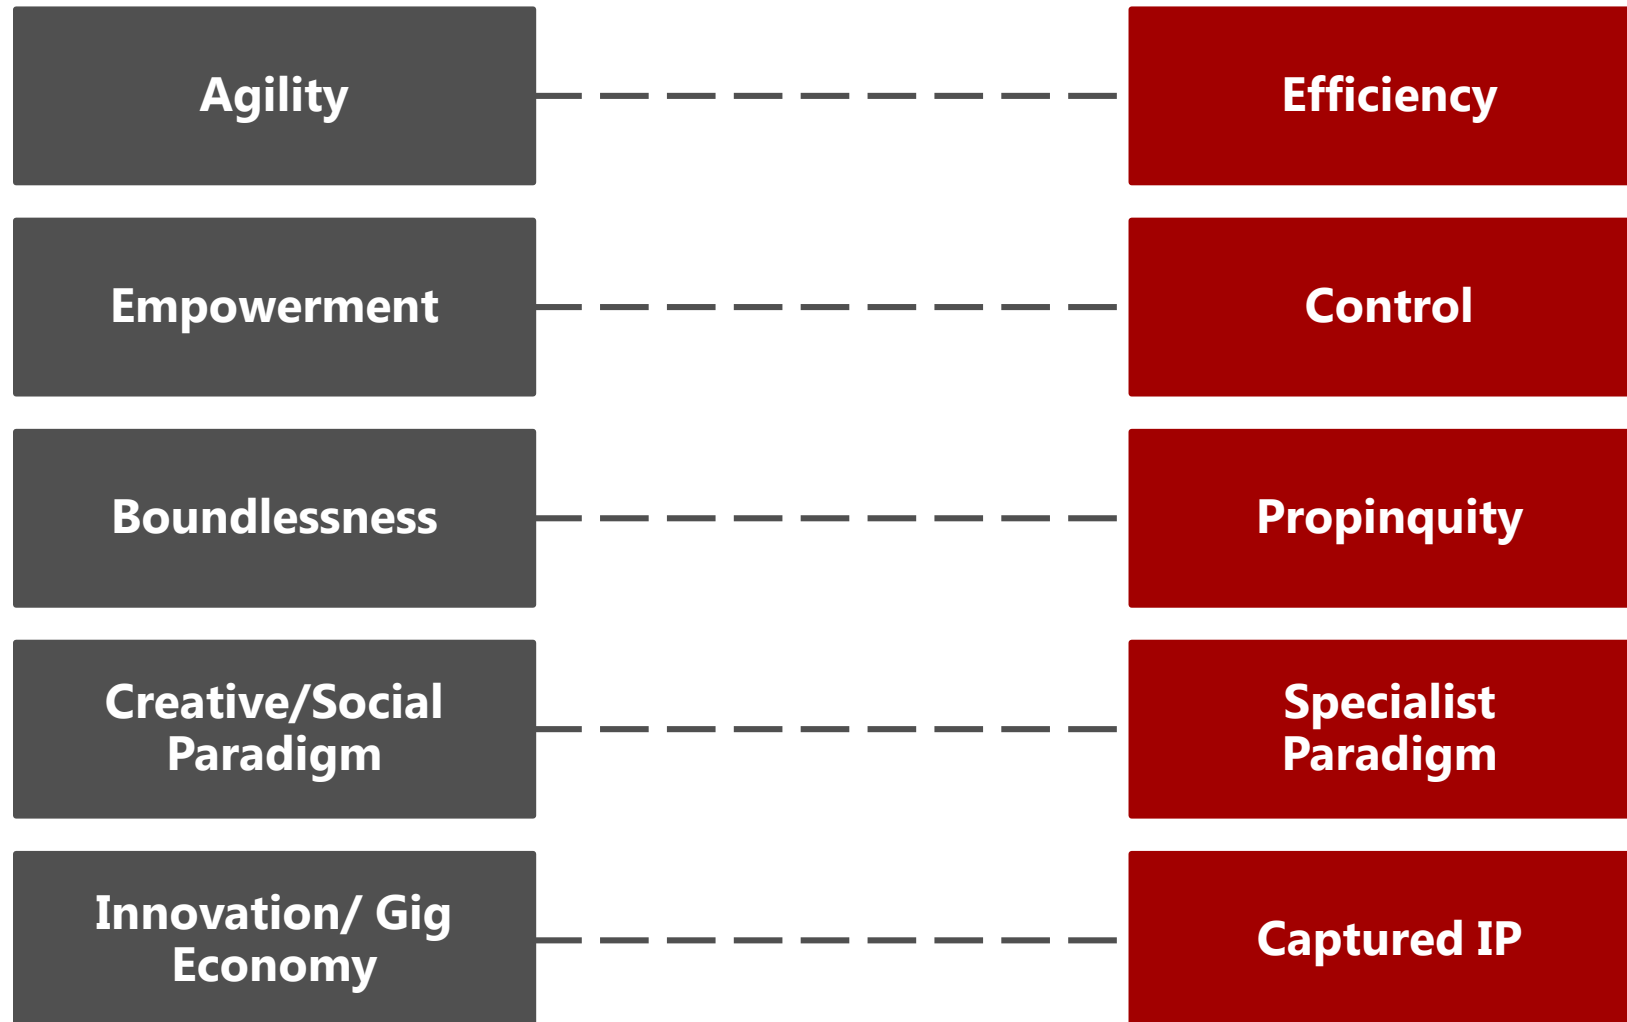 Agility
Efficiency
Empowerment
Control
Boundlessness
Propinquity
Creative/Social
Paradigm
Specialist
Paradigm
Innovation/ Gig
Economy
Captured IP